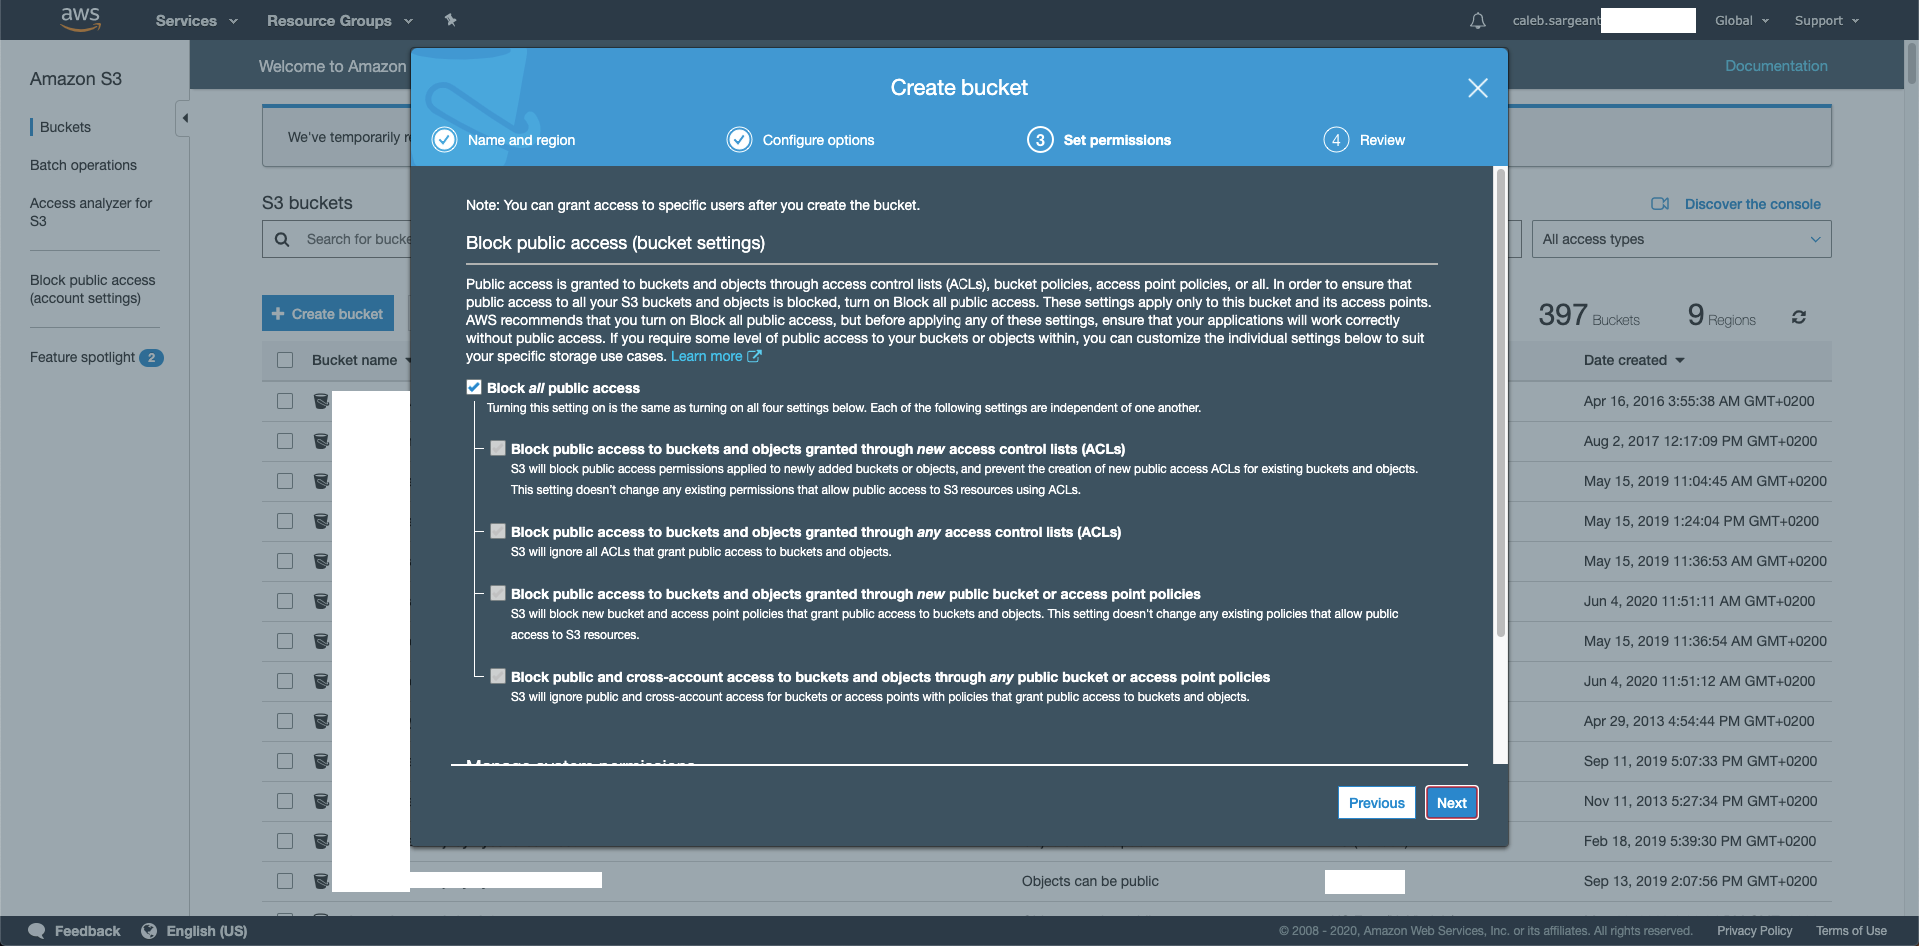 aws Services Resource Groups caleb.sargeant Global Support
Amazon S3
Buckets
Batch operations
Access analyzer for
S3
Block public access
(account settings)
Feature spotlight 2
Welcome to Amazon
Documentation
We've temporarily
S3 buckets
Discover the console
Search for
All access types
Create bucket
397 Buckets 9 Regions
Bucket name
Date created
Apr 16, 2016 3:55:38 AM GMT+0200
Aug 2, 2017 12:17:09 PM GMT+0200
May 15, 2019 11:04:45 AM GMT+0200
May 15, 2019 1:24:04 PM GMT+0200
May 15, 2019 11:36:53 AM GMT+0200
Jun 4, 2020 11:51:11 AM GMT+0200
May 15, 2019 11:36:54 AM GMT+0200
Jun 4, 2020 11:51:12 AM GMT+0200
Apr 29, 2013 4:54:44 PM GMT+0200
Sep 11, 2019 5:07:33 PM GMT+0200
Nov 11, 2013 5:27:34 PM GMT+0200
Feb 18, 2019 5:39:30 PM GMT+0200
Objects can be public
Sep 13, 2019 2:07:56 PM GMT+0200
Create bucket
Name and region
Configure options
3 Set permissions
4 Review
Note: You can grant access to specific users after you create the bucket.
Block public access (bucket settings)
Public access is granted to buckets and objects through access control lists (ACLs), bucket policies, access point policies, or all. In order to ensure that
public access to all your S3 buckets and objects is blocked, turn on Block all public access. These settings apply only to this bucket and its access points.
AWS recommends that you turn on Block all public access, but before applying any of these settings, ensure that your applications will work correctly
without public access. If you require some level of public access to your buckets or objects within, you can customize the individual settings below to suit
your specific storage use cases. Learn more
Block all public access
Turning this setting on is the same as turning on all four settings below. Each of the following settings are independent of one another.
Block public access to buckets and objects granted through new access control lists (ACLs)
S3 will block public access permissions applied to newly added buckets or objects, and prevent the creation of new public access ACLs for existing buckets and objects.
This setting doesn't change any existing permissions that allow public access to S3 resources using ACLs.
Block public access to buckets and objects granted through any access control lists (ACLs)
S3 will ignore all ACLs that grant public access to buckets and objects.
Block public access to buckets and objects granted through new public bucket or access point policies
S3 will block new bucket and access point policies that grant public access to buckets and objects. This setting doesn't change any existing policies that allow public
access to S3 resources.
Block public and cross-account access to buckets and objects through any public bucket or access point policies
S3 will ignore public and cross-account access for buckets or access points with policies that grant public access to buckets and objects.
Manage system permissions
Previous
Next
Feedback English (US)
© 2008 - 2020, Amazon Web Services, Inc. or its affiliates. All rights reserved. Privacy Policy Terms of Use